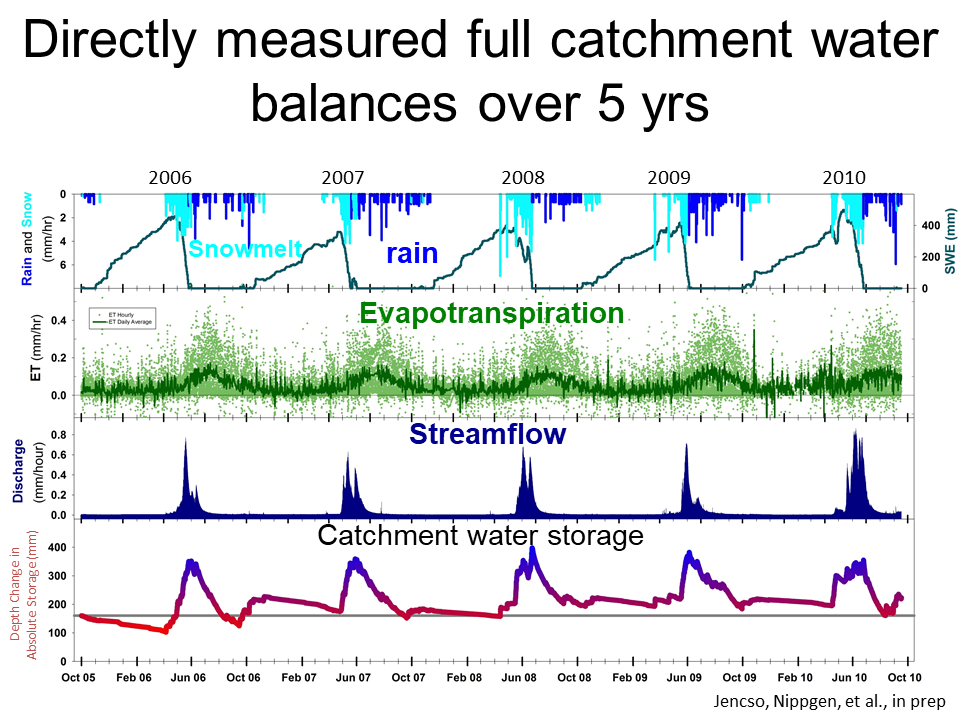 Directly measured full catchment water
balances over 5 yrs
2006 2007 2008 2009 2010
Rain and Snow
(mm/hr)
0
2
4
6
Snowmelt
rain
SWE (mm)
400
200
0
Evapotranspiration
ET Hourly
ET Daily Average
ET (mm/hr)
0.4
0.2
0.0
Streamflow
Discharge
(mm/hour)
0.8
0.6
0.4
0.2
0.0
Catchment water storage
Depth Change in
Absolute Storage (mm)
400
300
200
100
0
Oct 05 Feb 06 Jun 06 Oct 06 Feb 07 Jun 07 Oct 07 Feb 08 Jun 08 Oct 08 Feb 09 Jun 09 Oct 09 Feb 10 Jun 10 Oct 10
Jencso, Nippgen, et al., in prep